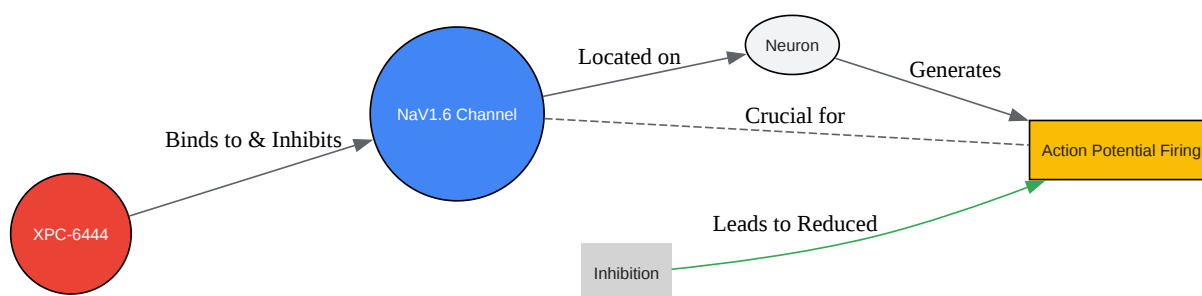 Neuron
Located on
Generates
NaV1.6 Channel
Crucial for
Binds to & Inhibits
Action Potential Firing
XPC-6444
Leads to Reduced
Inhibition